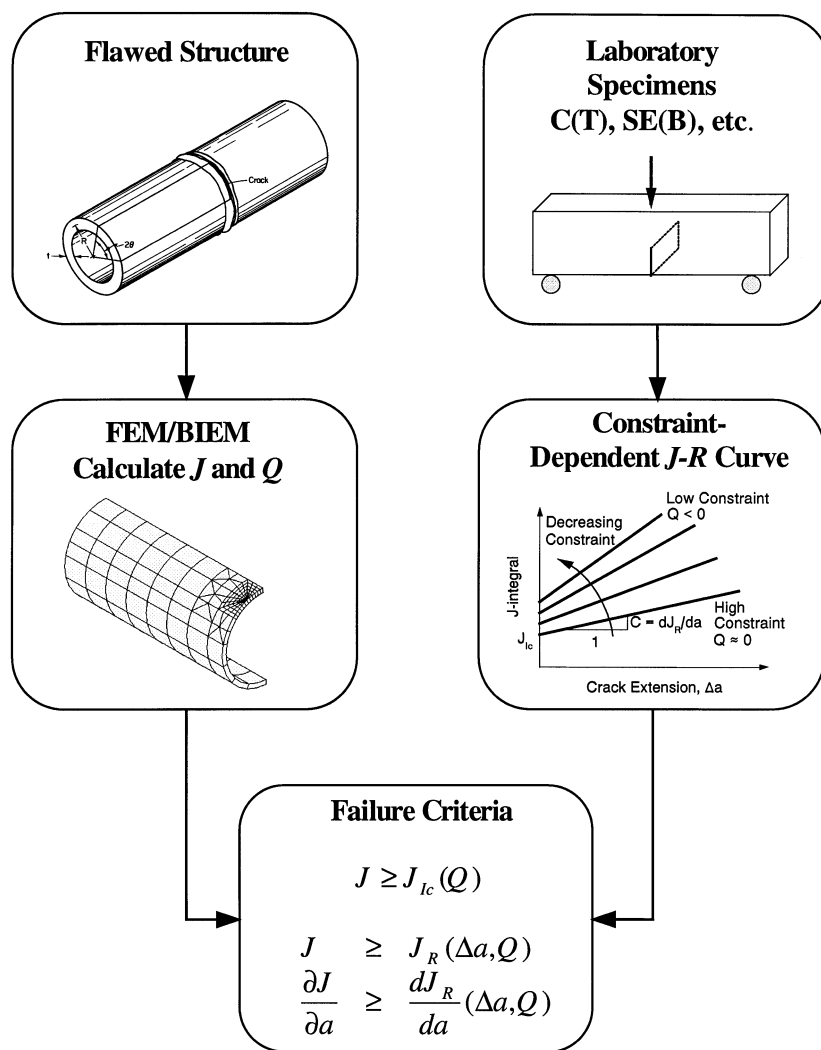 Flawed Structure
Crack
R
2θ
t
Laboratory
Specimens
C(T), SE(B), etc.
FEM/BIEM
Calculate J and Q
Constraint-
Dependent J-R Curve
Low Constraint
Q < 0
Decreasing
Constraint
J-integral
J_Ic
C = dJ_R/da
1
High
Constraint
Q ≈ 0
Crack Extension, Δa
Failure Criteria
J ≥ J_Ic (Q)
J ≥ J_R (Δa,Q)
∂J/∂a ≥ dJ_R/da (Δa,Q)